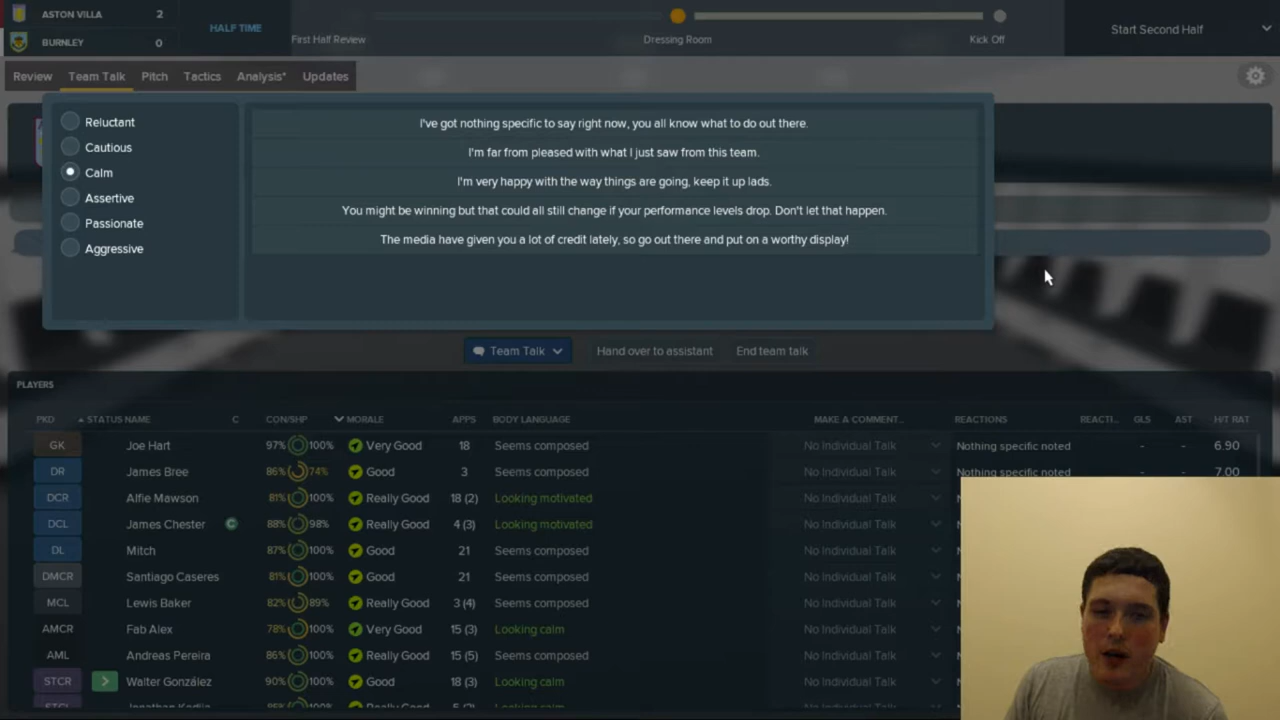 ASTON VILLA 2
BURNLEY 0
HALF TIME
First Half Review
Dressing Room
Kick Off
Start Second Half
Review Team Talk Pitch Tactics Analysis* Updates
Reluctant
Cautious
Calm
Assertive
Passionate
Aggressive
I've got nothing specific to say right now, you all know what to do out there.
I'm far from pleased with what I just saw from this team.
I'm very happy with the way things are going, keep it up lads.
You might be winning but that could all still change if your performance levels drop. Don't let that happen.
The media have given you a lot of credit lately, so go out there and put on a worthy display!
Team Talk Hand over to assistant End team talk
PLAYERS
PKD STATUS NAME C CON/SHP MORALE APPS BODY LANGUAGE MAKE A COMMENT... REACTIONS REACTI... GLS AST H/T RAT
GK Joe Hart 97% 100% Very Good 18 Seems composed No Individual Talk Nothing specific noted - - 6.90
DR James Bree 86% 74% Good 3 Seems composed No Individual Talk Nothing specific noted - - 7.00
DCR Alfie Mawson 81% 100% Really Good 18 (2) Looking motivated No Individual Talk
DCL James Chester C 88% 98% Really Good 4 (3) Looking motivated No Individual Talk
DL Mitch 87% 100% Good 21 Seems composed No Individual Talk
DMCR Santiago Caseres 81% 100% Good 21 Seems composed No Individual Talk
MCL Lewis Baker 82% 89% Really Good 3 (4) Seems composed No Individual Talk
AMCR Fab Alex 78% 100% Very Good 15 (3) Looking calm No Individual Talk
AML Andreas Pereira 86% 100% Really Good 15 (5) Seems composed No Individual Talk
STCR Walter González 90% 100% Good 18 (3) Looking calm No Individual Talk